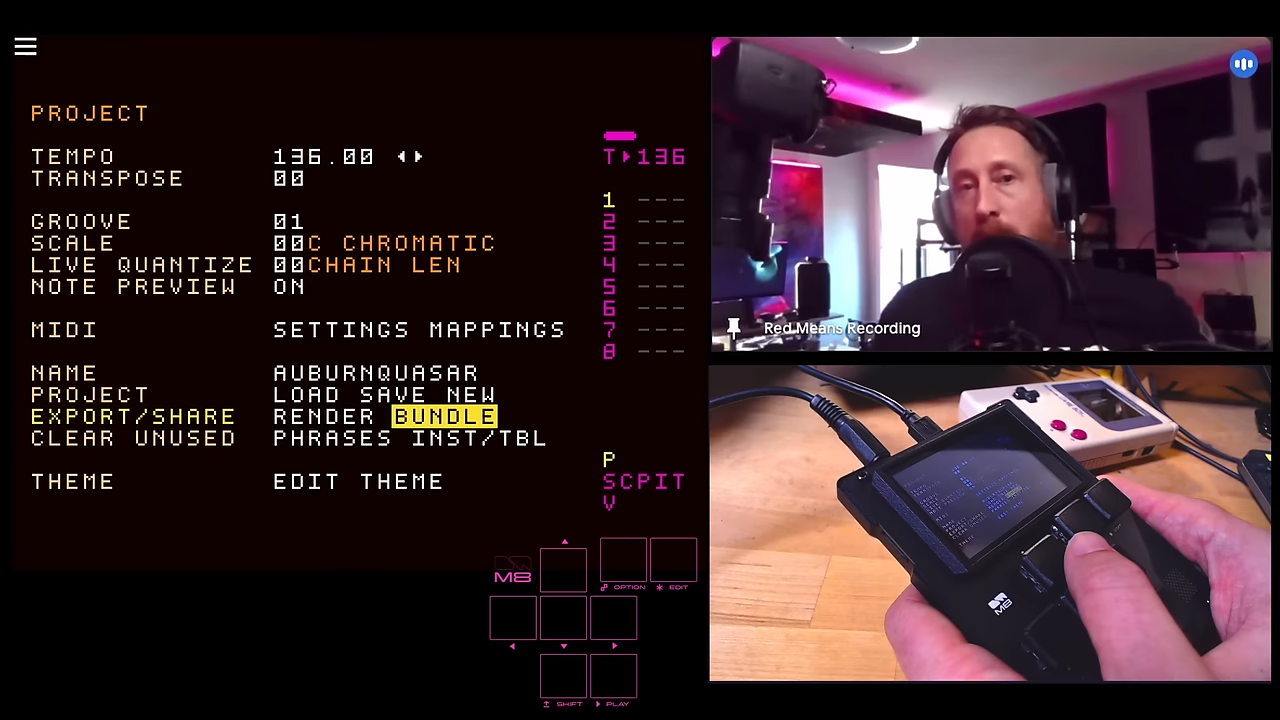 PROJECT
TEMPO 136.00
TRANSPOSE 00
GROOVE 01
SCALE 00C CHROMATIC
LIVE QUANTIZE 00CHAIN LEN
NOTE PREVIEW ON
MIDI SETTINGS MAPPINGS
NAME AUBURNQUASAR
PROJECT LOAD SAVE NEW
EXPORT/SHARE RENDER BUNDLE
CLEAR UNUSED PHRASES INST/TBL
THEME EDIT THEME
T▸136
1 ---
2 ---
3 ---
4 ---
5 ---
6 ---
7 ---
8 ---
P
SCPIT
V
M8
OPTION
EDIT
SHIFT
PLAY
Red Means Recording
M8